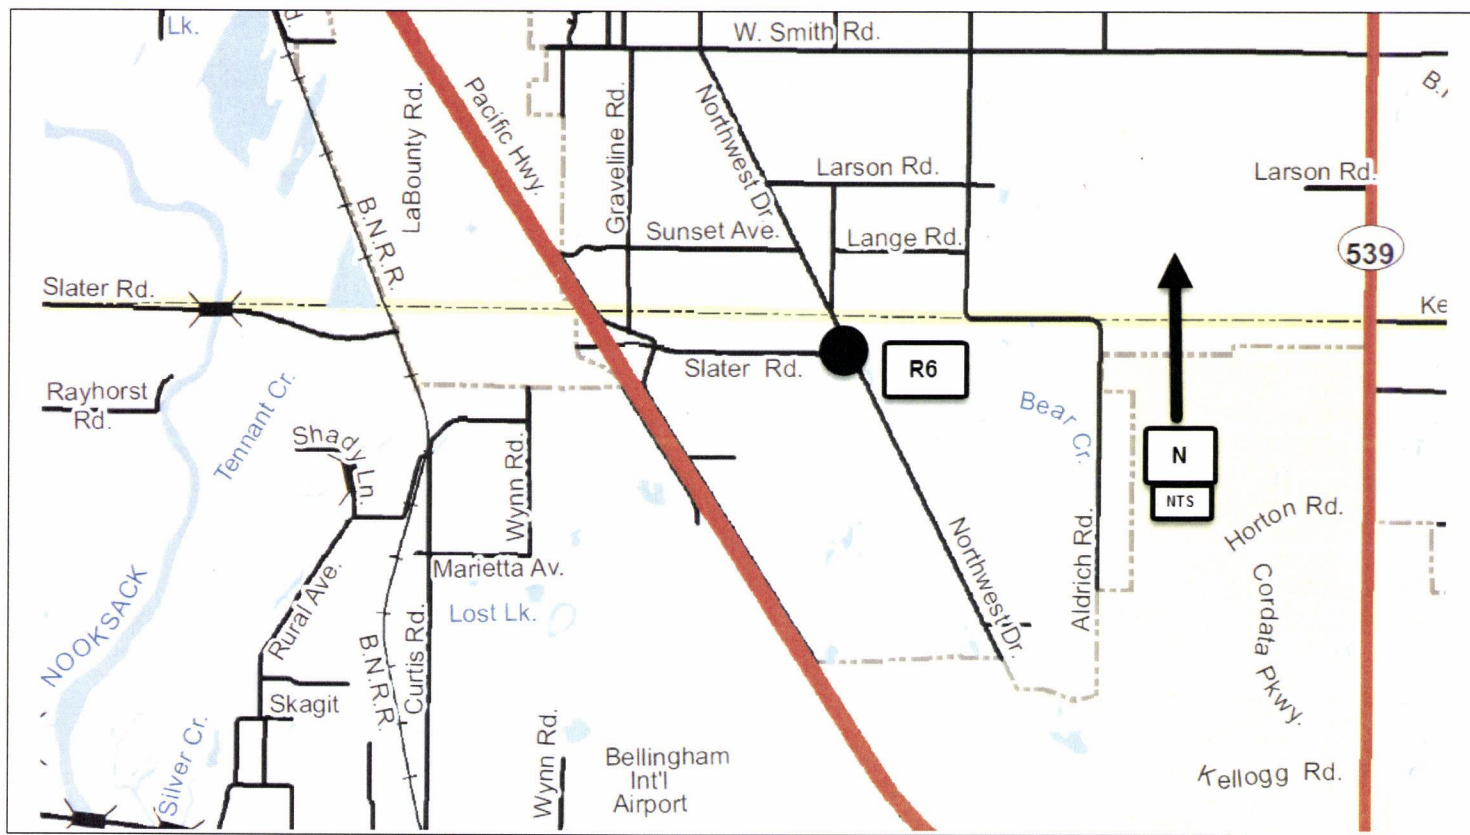 Lk.
d.
W. Smith Rd.
B.
LaBounty Rd.
Pacific Hwy.
Graveline Rd.
Northwest Dr.
Larson Rd.
Larson Rd.
B.N.R.R.
Sunset Ave.
Lange Rd.
539
Slater Rd.
Ke
Slater Rd.
R6
Rayhorst
Rd.
Tennant Cr.
Bear Cr.
Shady Ln.
Wynn Rd.
N
NTS
Horton Rd.
Northwest Dr.
Aldrich Rd.
Marietta Av.
Rural Ave.
Lost Lk.
Cordata Pkwy.
NOOKSACK
B.N.R.R.
Curtis Rd.
Skagit
Silver Cr.
Wynn Rd.
Bellingham
Int'l
Airport
Kellogg Rd.